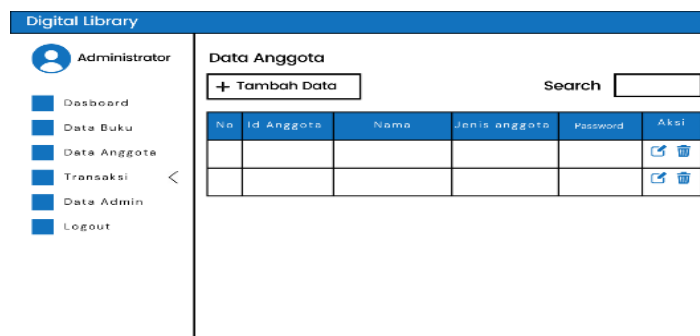 Digital Library
Administrator
Dasboard
Data Buku
Data Anggota
Transaksi <
Data Admin
Logout
Data Anggota
+ Tambah Data
Search
No Id Anggota Nama Jenis anggota Password Aksi